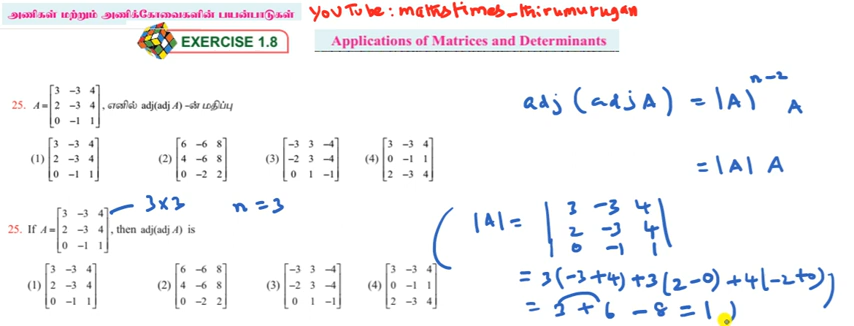 அணிகள் மற்றும் அணிக்கோவைகளின் பயன்பாடுகள்
YouTube: mathstimes_thirumurugan
EXERCISE 1.8
Applications of Matrices and Determinants
25. A = [3 -3 4; 2 -3 4; 0 -1 1], எனில் adj(adj A) -ன் மதிப்பு
(1) [3 -3 4; 2 -3 4; 0 -1 1] (2) [6 -6 8; 4 -6 8; 0 -2 2] (3) [-3 3 -4; -2 3 -4; 0 1 -1] (4) [3 -3 4; 0 -1 1; 2 -3 4]
3×3 n = 3
25. If A = [3 -3 4; 2 -3 4; 0 -1 1], then adj(adj A) is
(1) [3 -3 4; 2 -3 4; 0 -1 1] (2) [6 -6 8; 4 -6 8; 0 -2 2] (3) [-3 3 -4; -2 3 -4; 0 1 -1] (4) [3 -3 4; 0 -1 1; 2 -3 4]
adj (adj A) = |A|^(n-2) A
= |A| A
( |A| = |3 -3 4; 2 -3 4; 0 -1 1|
= 3(-3+4) +3(2-0) +4(-2+0)
= 3 + 6 - 8 = 1 )